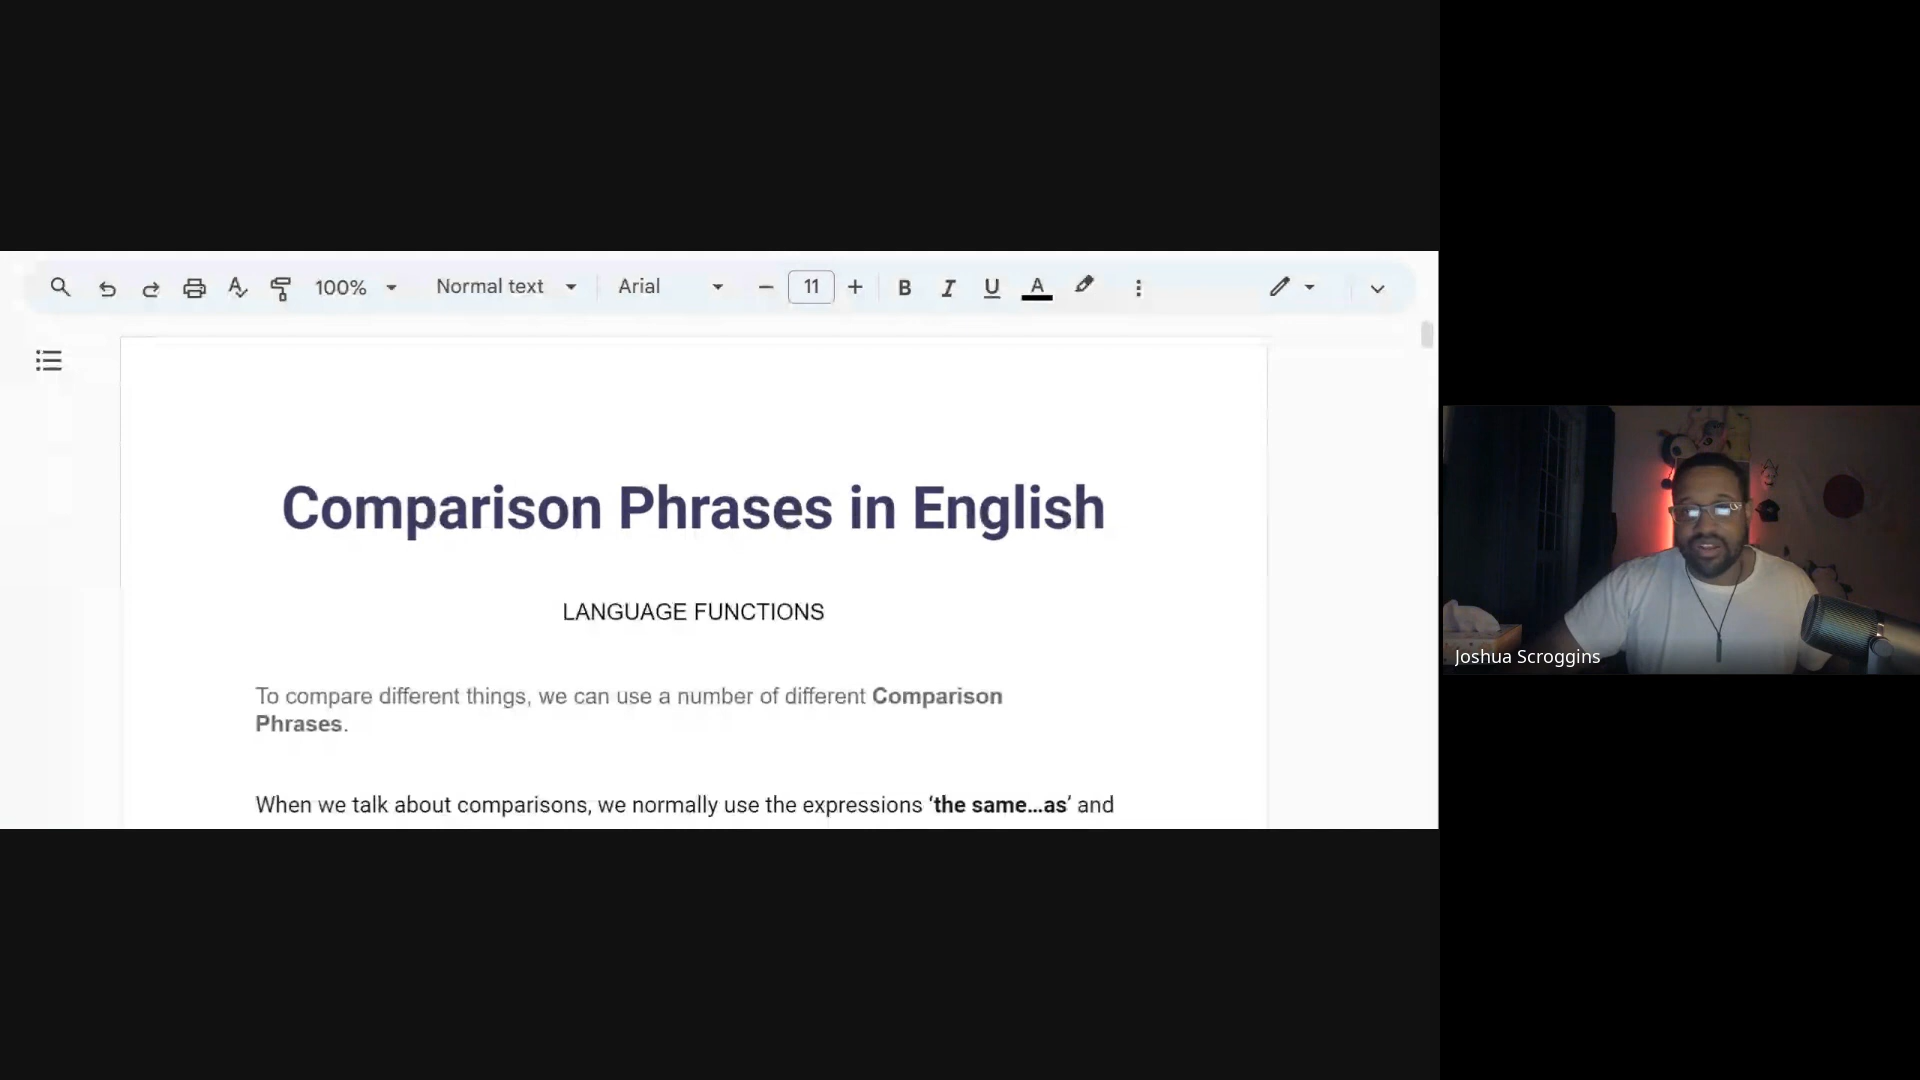 100% Normal text Arial 11 B I U A
Comparison Phrases in English
LANGUAGE FUNCTIONS
To compare different things, we can use a number of different Comparison
Phrases.
When we talk about comparisons, we normally use the expressions ‘the same...as’ and
Joshua Scroggins